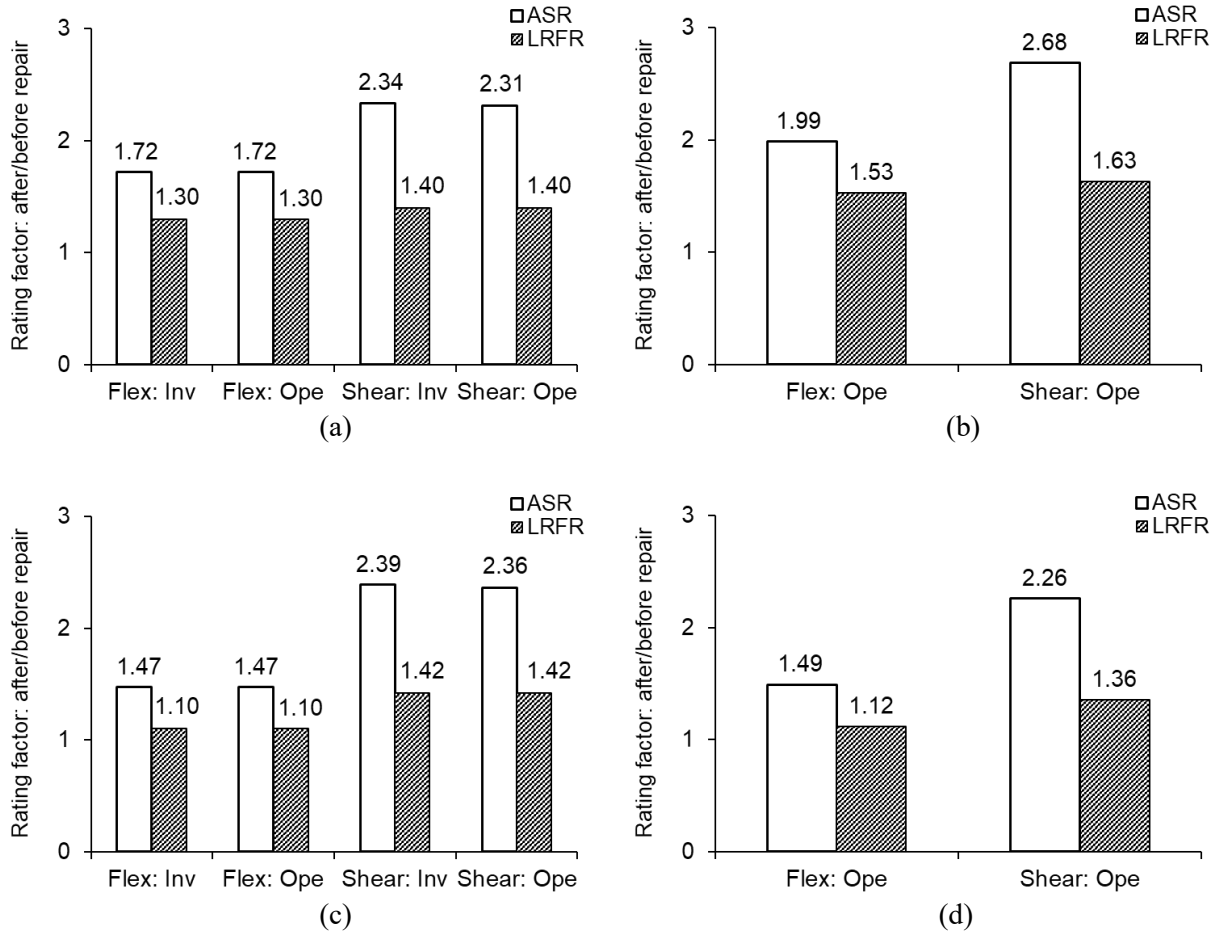 Rating factor: after/before repair
ASR
LRFR
3
2
1
0
1.72
1.30
1.72
1.30
2.34
1.40
2.31
1.40
Flex: Inv
Flex: Ope
Shear: Inv
Shear: Ope
(a)
Rating factor: after/before repair
ASR
LRFR
3
2
1
0
1.99
1.53
2.68
1.63
Flex: Ope
Shear: Ope
(b)
Rating factor: after/before repair
ASR
LRFR
3
2
1
0
1.47
1.10
1.47
1.10
2.39
1.42
2.36
1.42
Flex: Inv
Flex: Ope
Shear: Inv
Shear: Ope
(c)
Rating factor: after/before repair
ASR
LRFR
3
2
1
0
1.49
1.12
2.26
1.36
Flex: Ope
Shear: Ope
(d)